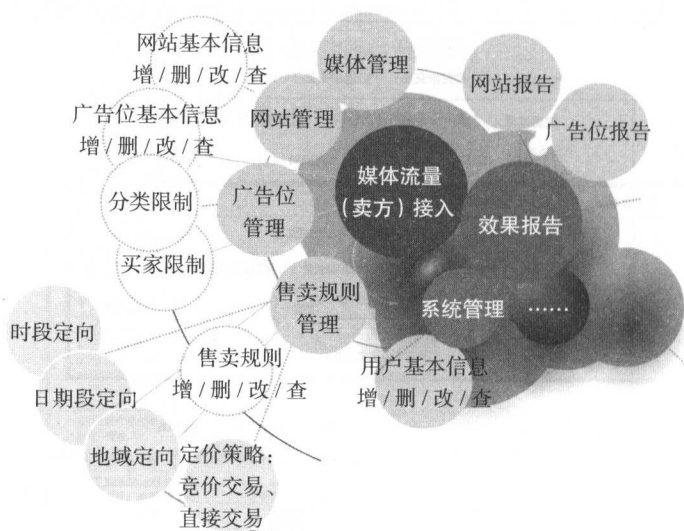 网站基本信息
增/删/改/查
媒体管理
网站报告
广告位基本信息
增/删/改/查
网站管理
广告位报告
媒体流量
(卖方)接入
分类限制
广告位
管理
效果报告
买家限制
售卖规则
管理
系统管理
……
时段定向
售卖规则
增/删/改/查
用户基本信息
增/删/改/查
日期段定向
地域定向
定价策略:
竞价交易、
直接交易